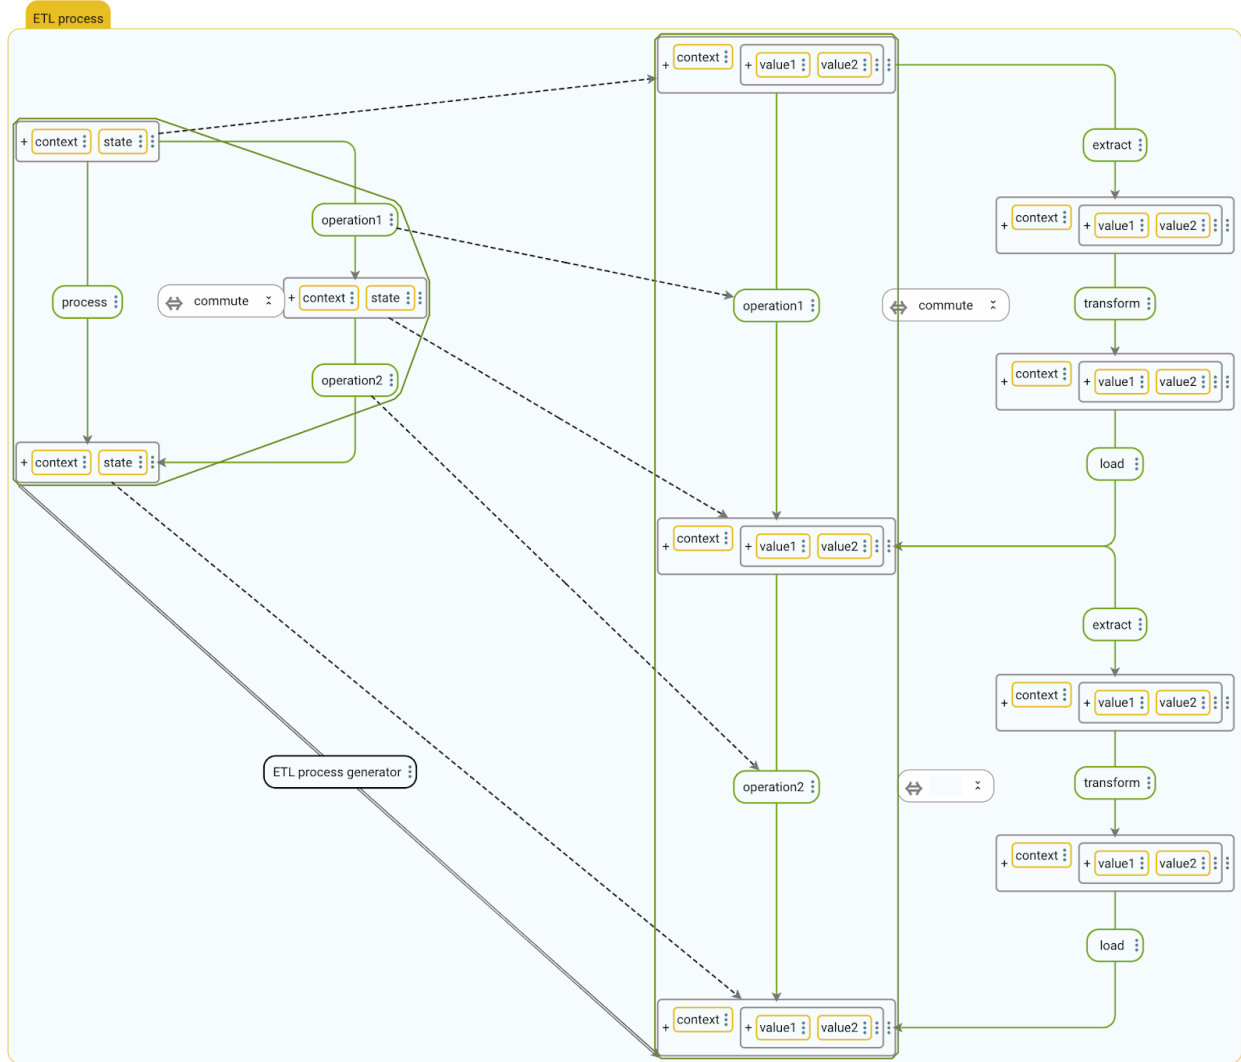 ETL process
+ context + value1 value2
+ context state
extract
operation1
+ context + value1 value2
process
commute
+ context state
operation1
commute
transform
operation2
+ context + value1 value2
+ context state
load
+ context + value1 value2
extract
+ context + value1 value2
ETL process generator
operation2
transform
+ context + value1 value2
load
+ context + value1 value2